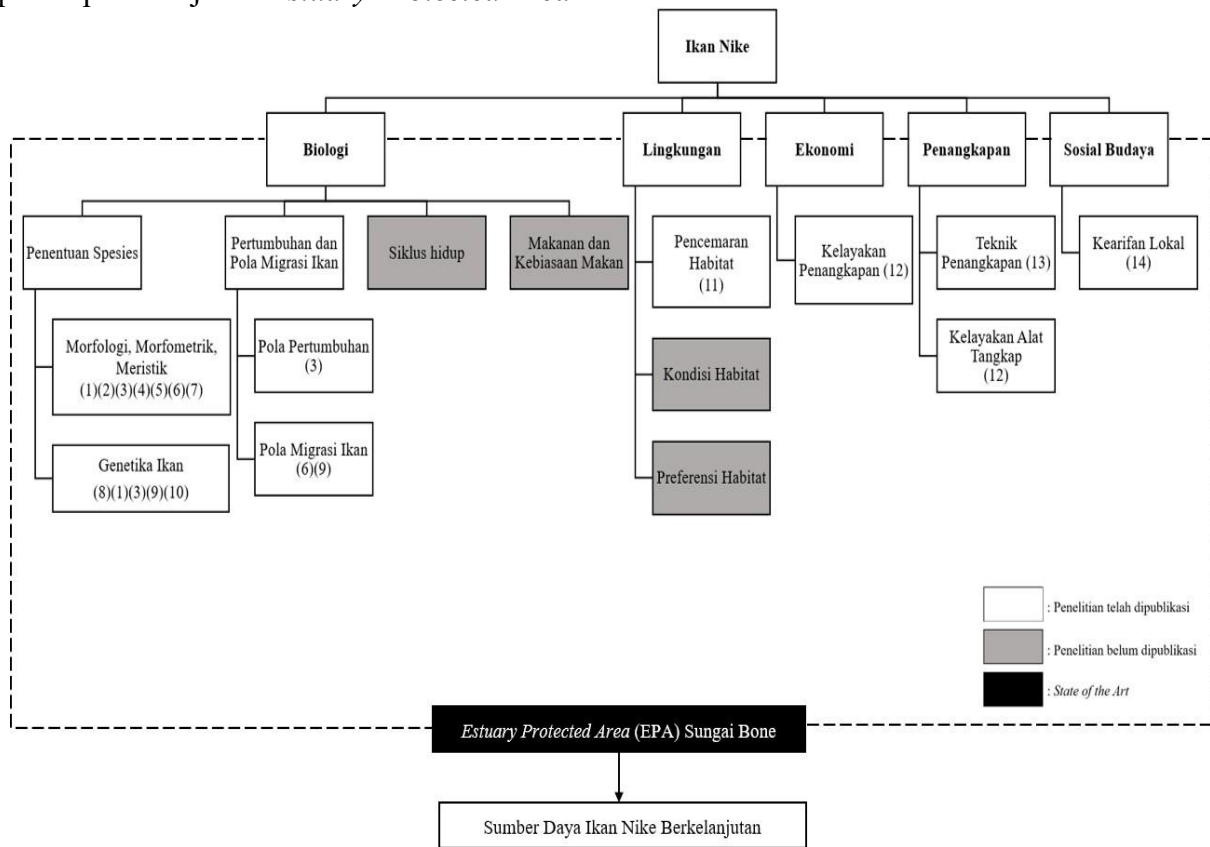 Estuary Protected Area
Ikan Nike
Biologi
Lingkungan
Ekonomi
Penangkapan
Sosial Budaya
Penentuan Spesies
Pertumbuhan dan
Pola Migrasi Ikan
Siklus hidup
Makanan dan
Kebiasaan Makan
Pencemaran
Habitat
(11)
Kelayakan
Penangkapan (12)
Teknik
Penangkapan (13)
Kearifan Lokal
(14)
Morfologi, Morfometrik,
Meristik
(1)(2)(3)(4)(5)(6)(7)
Pola Pertumbuhan
(3)
Kondisi Habitat
Kelayakan Alat
Tangkap
(12)
Genetika Ikan
(8)(1)(3)(9)(10)
Pola Migrasi Ikan
(6)(9)
Preferensi Habitat
: Penelitian telah dipublikasi
: Penelitian belum dipublikasi
: State of the Art
Estuary Protected Area (EPA) Sungai Bone
Sumber Daya Ikan Nike Berkelanjutan